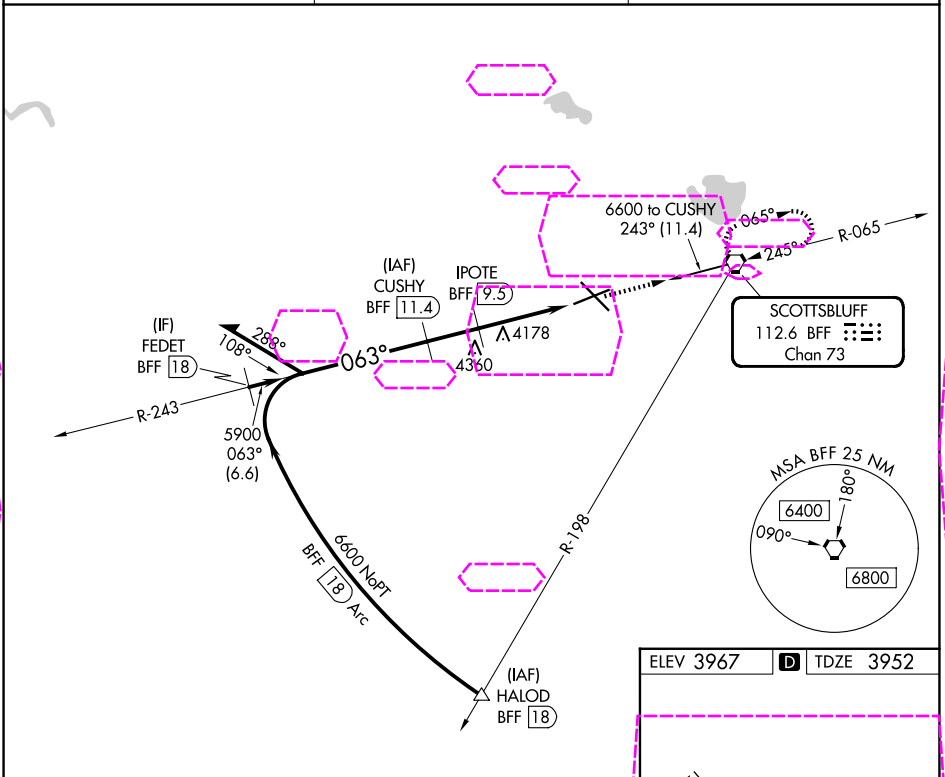 065°
R-065
245°
6600 to CUSHY
243° (11.4)
(IAF)
CUSHY
BFF 11.4
IPOTE
BFF 9.5
4178
4360
SCOTTSBLUFF
112.6 BFF
Chan 73
(IF)
FEDET
BFF 18
288°
108°
063°
R-243
5900
063°
(6.6)
MSA BFF 25 NM
180°
6400
090°
6800
R-198
6600 NoPT
BFF 18 Arc
(IAF)
HALOD
BFF 18
ELEV 3967 D TDZE 3952